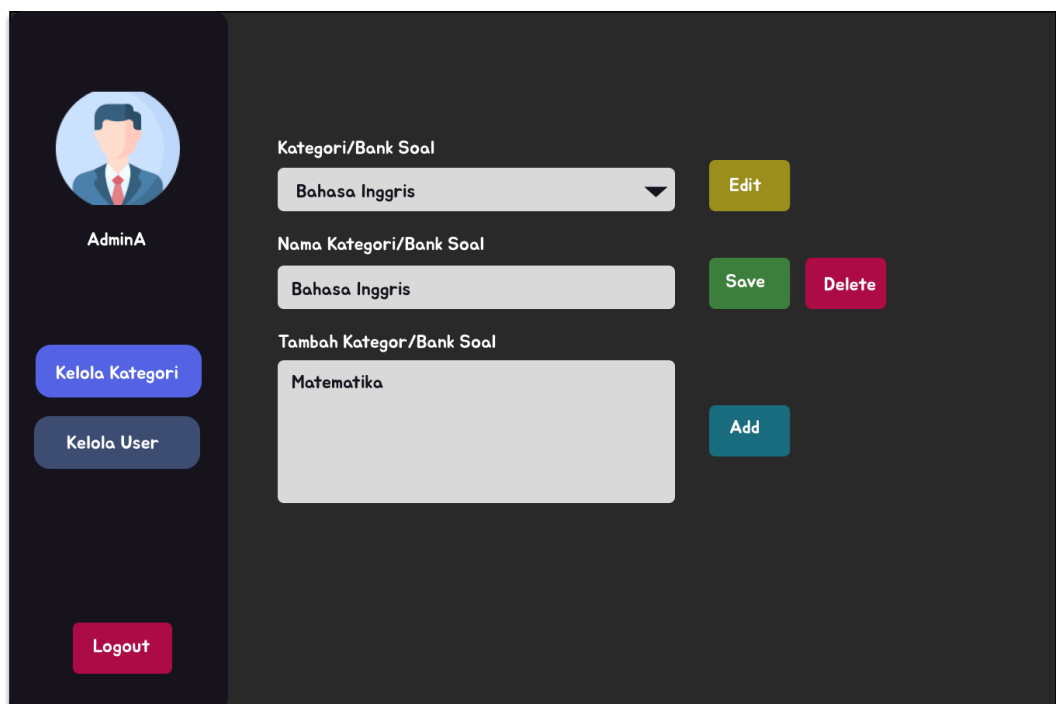 AdminA
Kelola Kategori
Kelola User
Logout
Kategori/Bank Soal
Bahasa Inggris
Edit
Nama Kategori/Bank Soal
Bahasa Inggris
Save
Delete
Tambah Kategor/Bank Soal
Matematika
Add